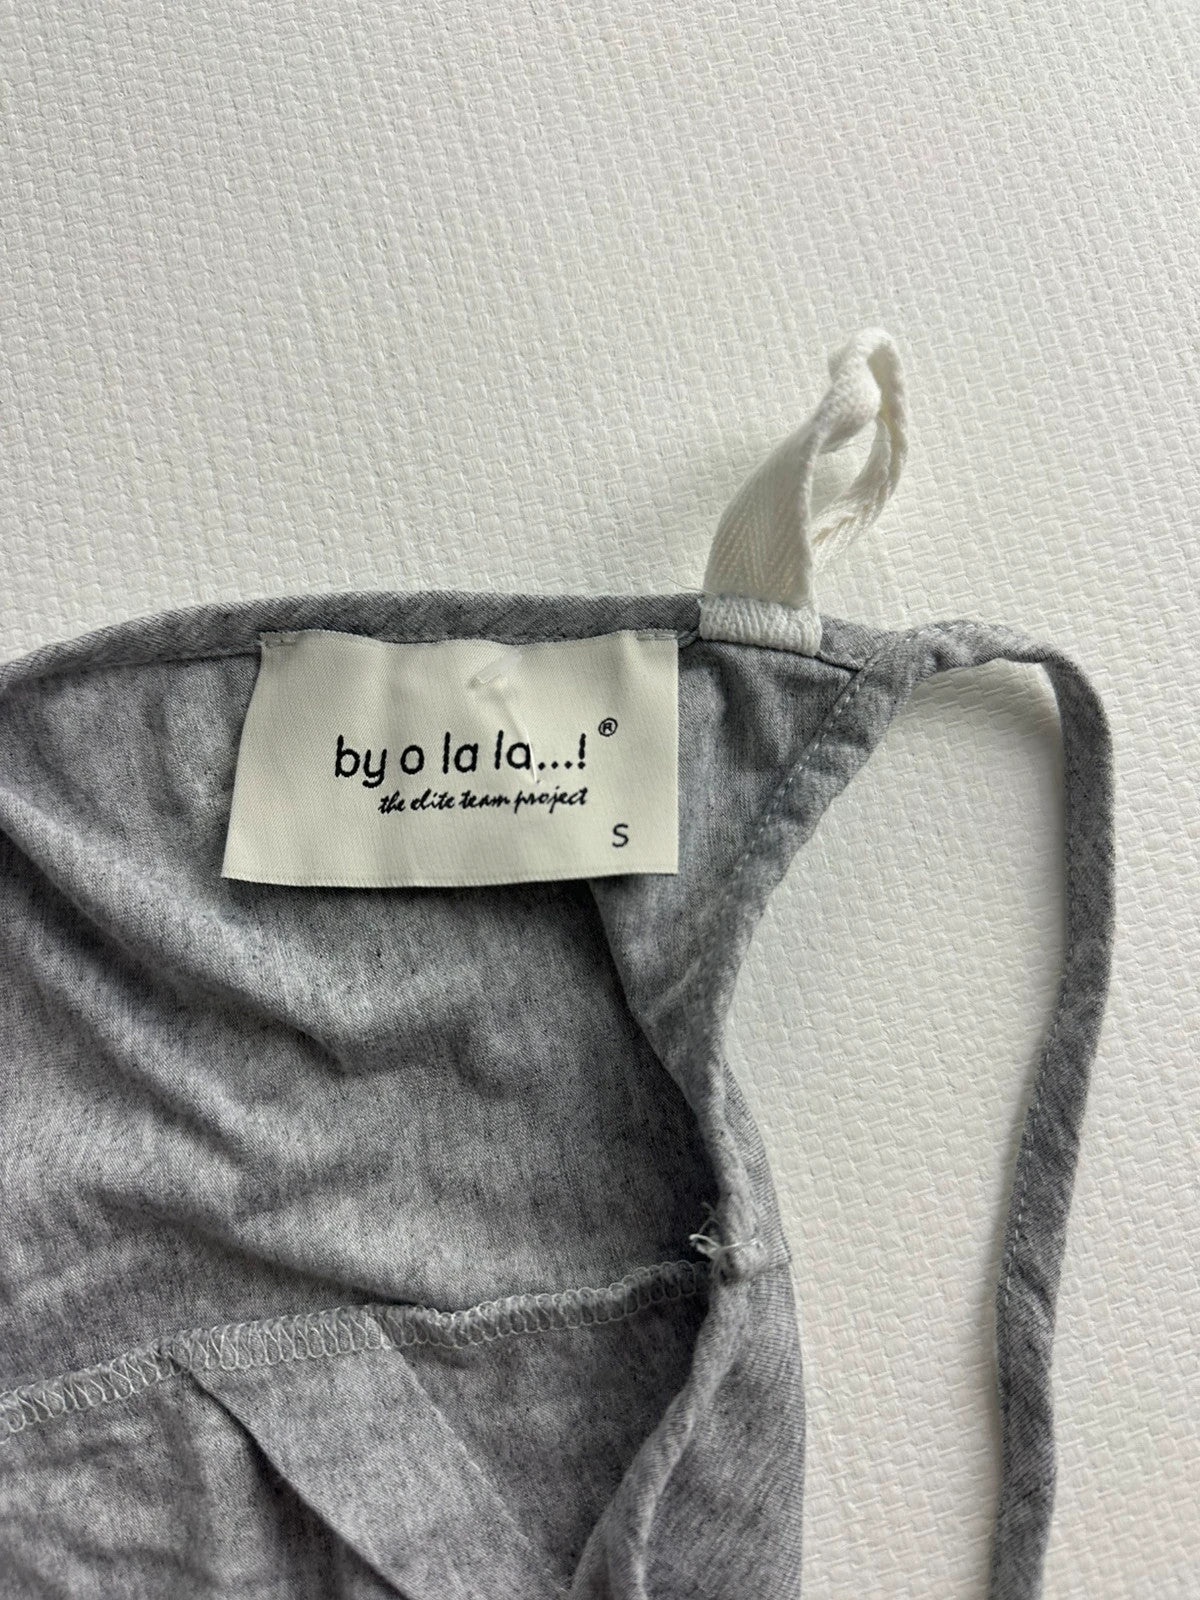 by o la la...! ®
the elite team project
S